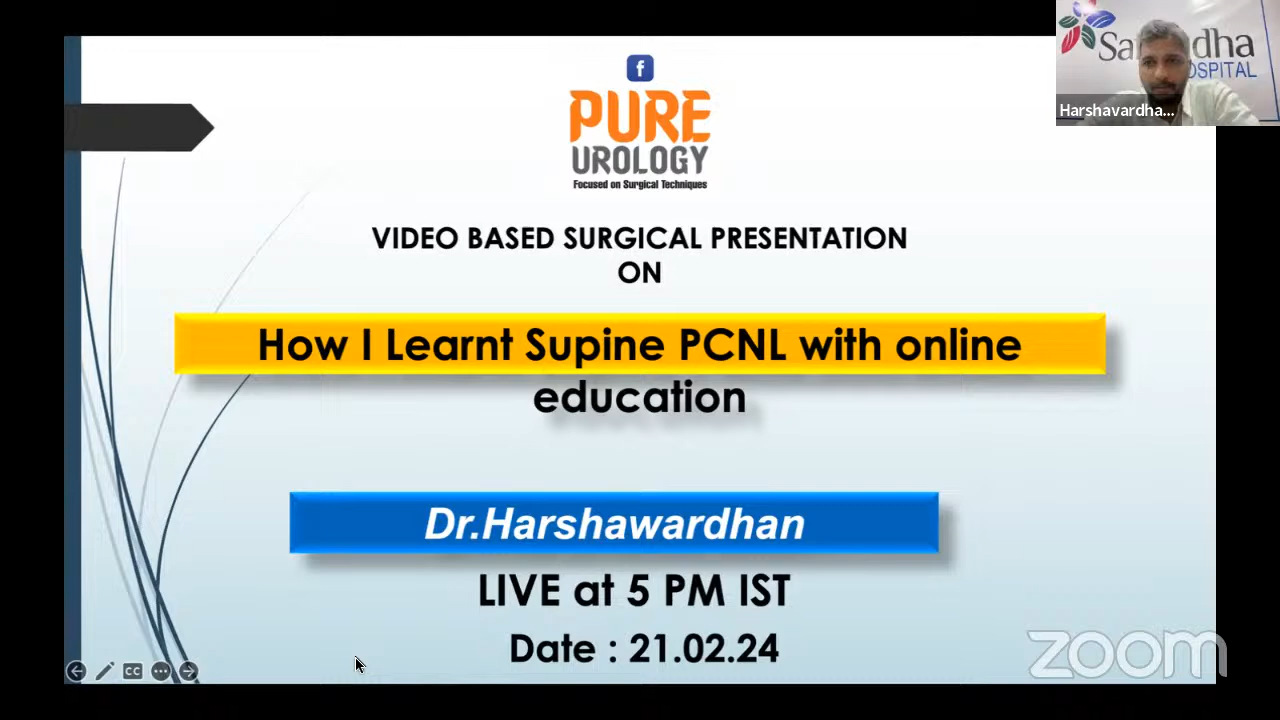 f
PURE
UROLOGY
Focused on Surgical Techniques
HOSPITAL
Harshavardha...
VIDEO BASED SURGICAL PRESENTATION
ON
How I Learnt Supine PCNL with online
education
Dr.Harshawardhan
LIVE at 5 PM IST
Date : 21.02.24
CC
zoom